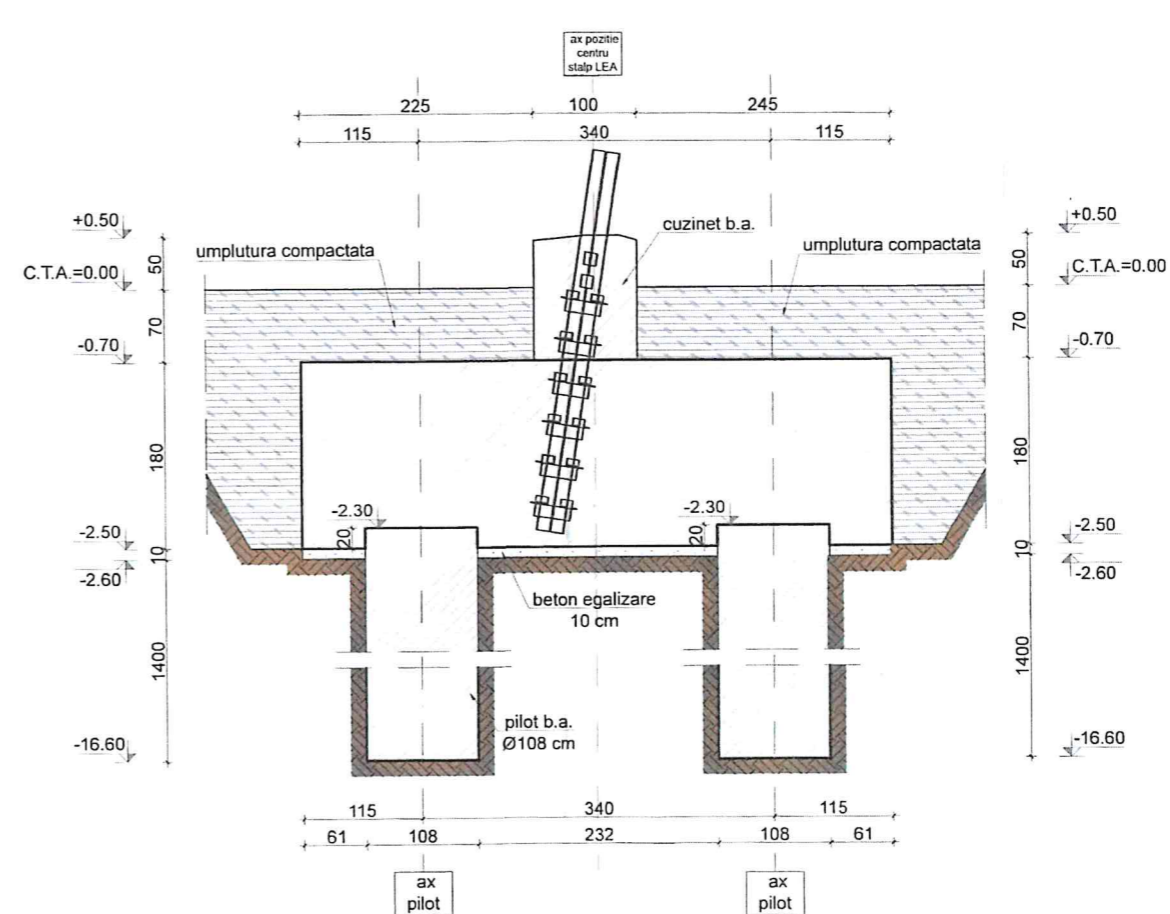 ax pozitie
centru
stalp LEA
225 100 245
115 340 115
+0.50
+0.50
cuzinet b.a.
umplutura compactata
umplutura compactata
50
50
C.T.A.=0.00
C.T.A.=0.00
70
70
-0.70
-0.70
180
180
-2.30
-2.30
20
20
-2.50
-2.50
10
10
-2.60
-2.60
beton egalizare
10 cm
1400
1400
pilot b.a.
Ø108 cm
-16.60
-16.60
115 340 115
61 108 232 108 61
ax
pilot
ax
pilot